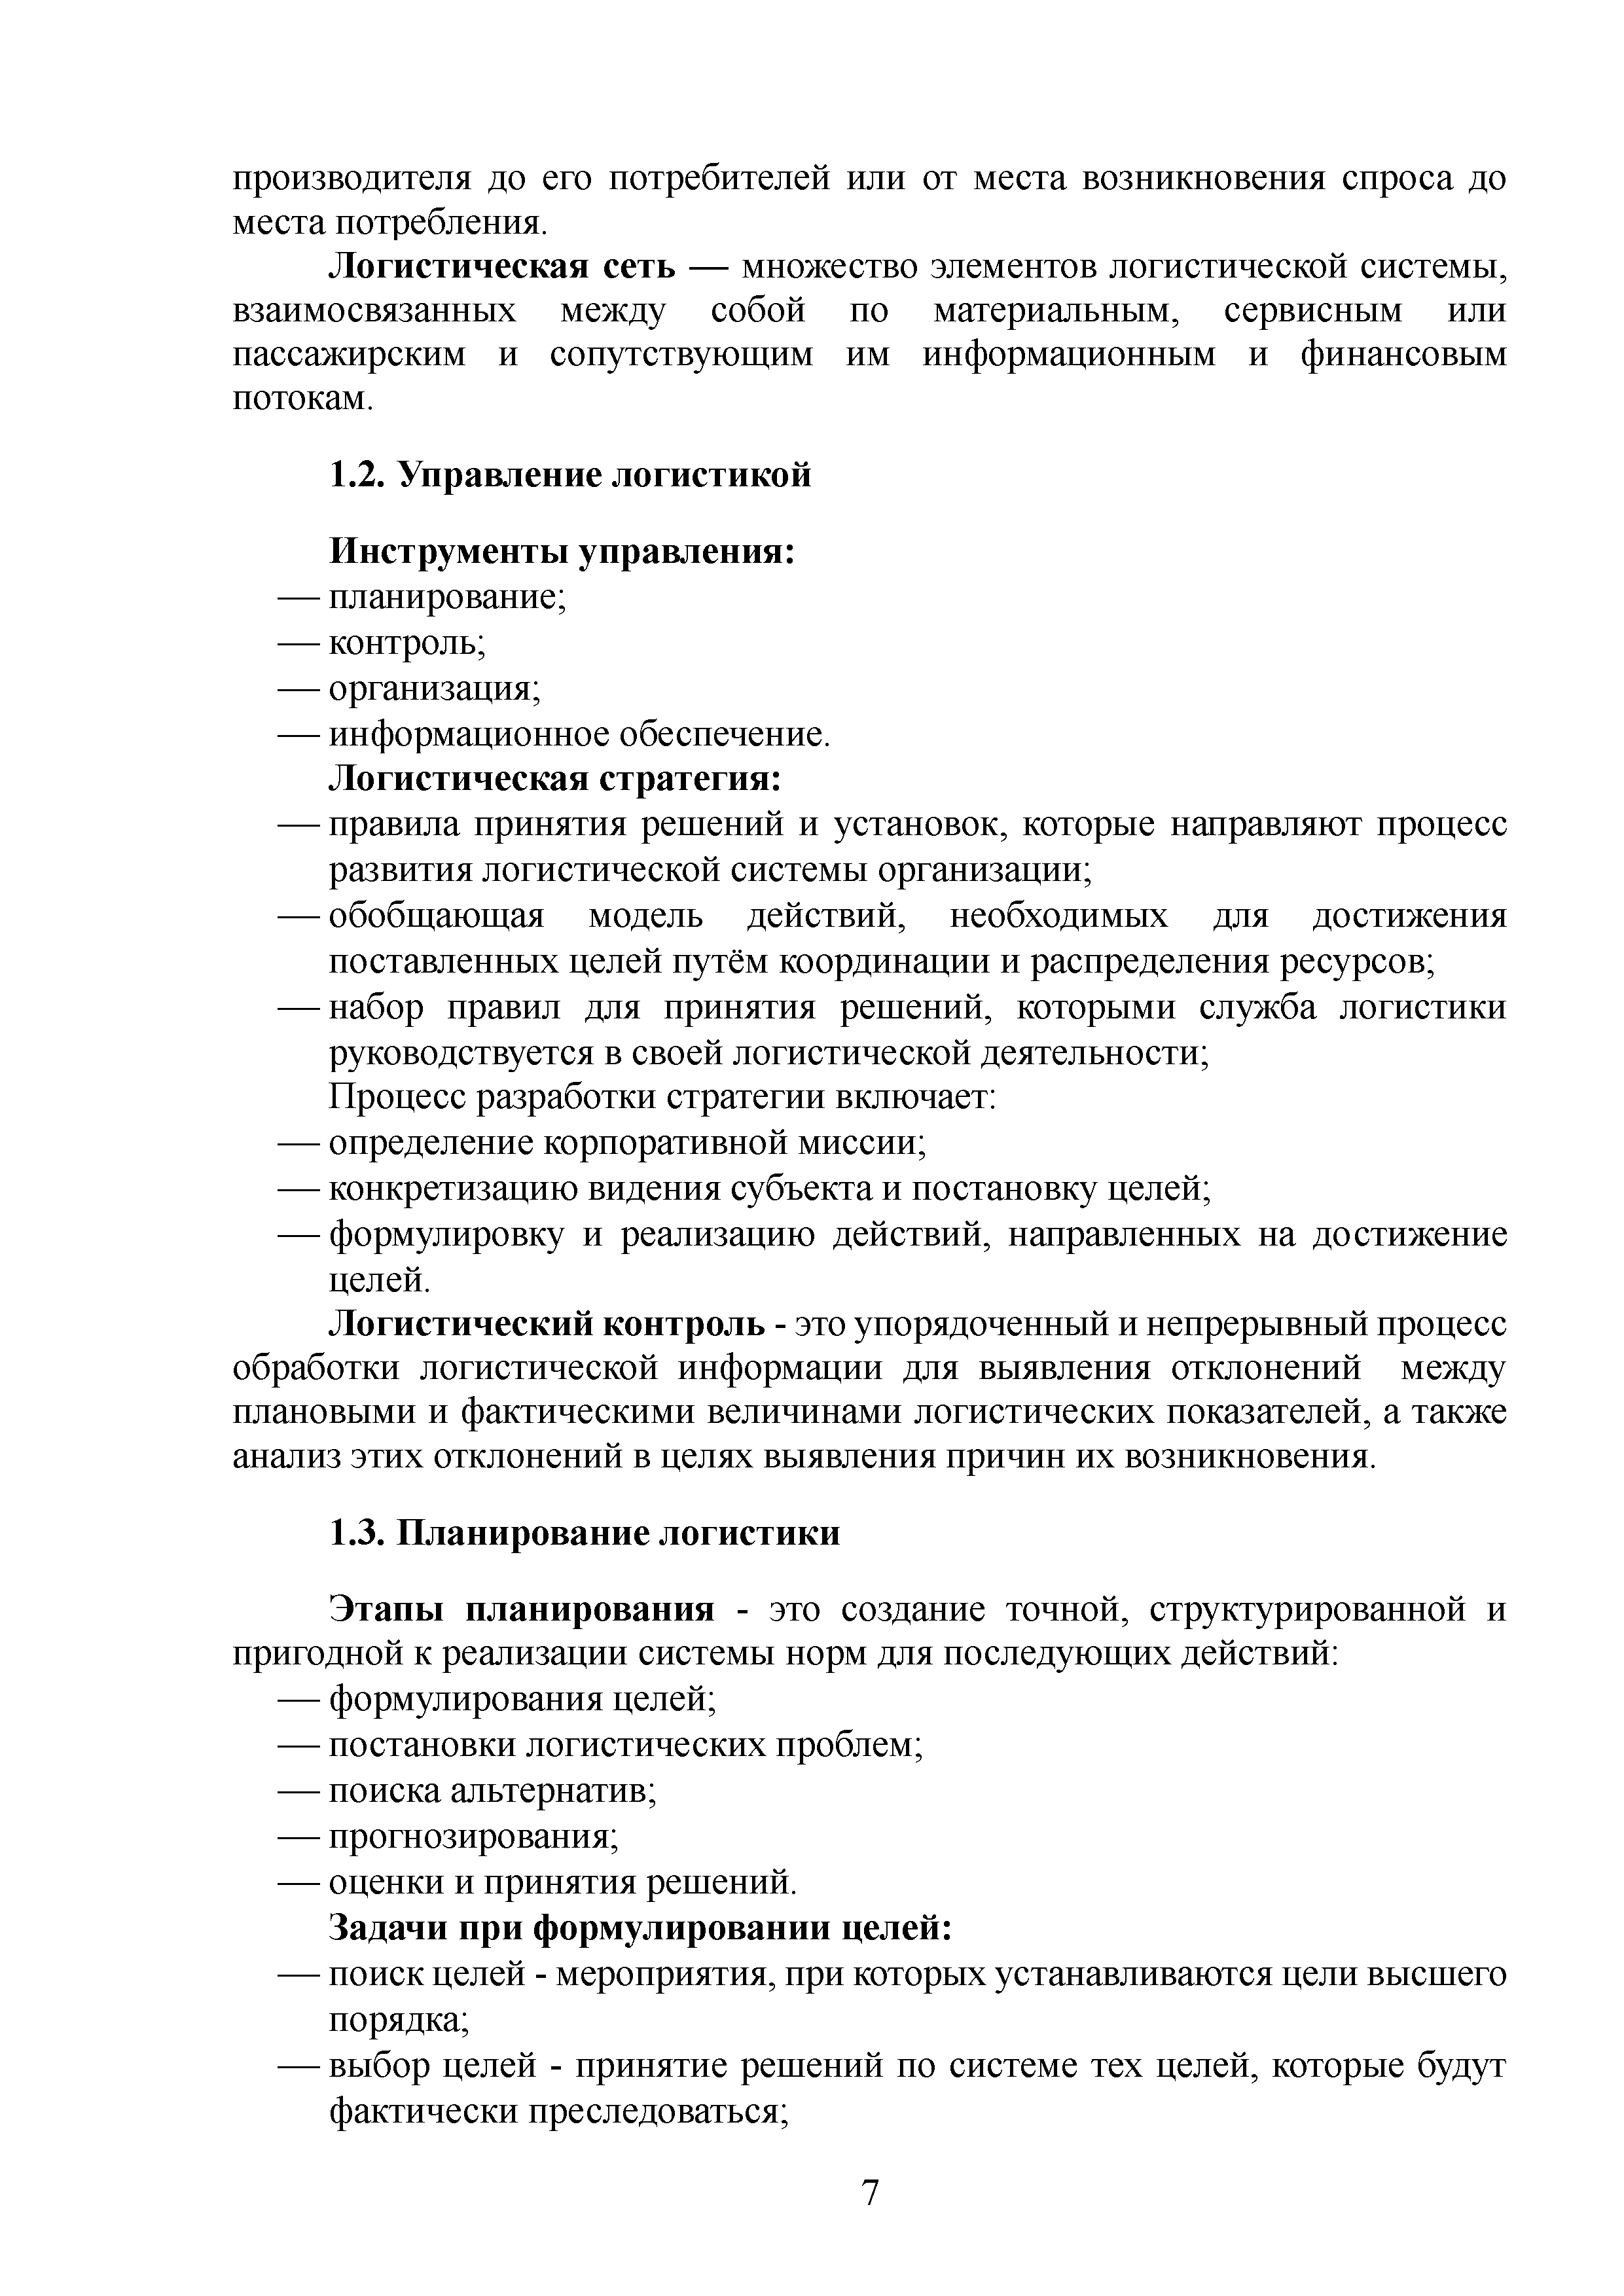 производителя до его потребителей или от места возникновения спроса до
места потребления.
Логистическая сеть — множество элементов логистической системы,
взаимосвязанных между собой по материальным, сервисным или
пассажирским и сопутствующим им информационным и финансовым
потокам.
1.2. Управление логистикой
Инструменты управления:
— планирование;
— контроль;
— организация;
— информационное обеспечение.
Логистическая стратегия:
— правила принятия решений и установок, которые направляют процесс
развития логистической системы организации;
— обобщающая модель действий, необходимых для достижения
поставленных целей путём координации и распределения ресурсов;
— набор правил для принятия решений, которыми служба логистики
руководствуется в своей логистической деятельности;
Процесс разработки стратегии включает:
— определение корпоративной миссии;
— конкретизацию видения субъекта и постановку целей;
— формулировку и реализацию действий, направленных на достижение
целей.
Логистический контроль - это упорядоченный и непрерывный процесс
обработки логистической информации для выявления отклонений между
плановыми и фактическими величинами логистических показателей, а также
анализ этих отклонений в целях выявления причин их возникновения.
1.3. Планирование логистики
Этапы планирования - это создание точной, структурированной и
пригодной к реализации системы норм для последующих действий:
— формулирования целей;
— постановки логистических проблем;
— поиска альтернатив;
— прогнозирования;
— оценки и принятия решений.
Задачи при формулировании целей:
— поиск целей - мероприятия, при которых устанавливаются цели высшего
порядка;
— выбор целей - принятие решений по системе тех целей, которые будут
фактически преследоваться;
7